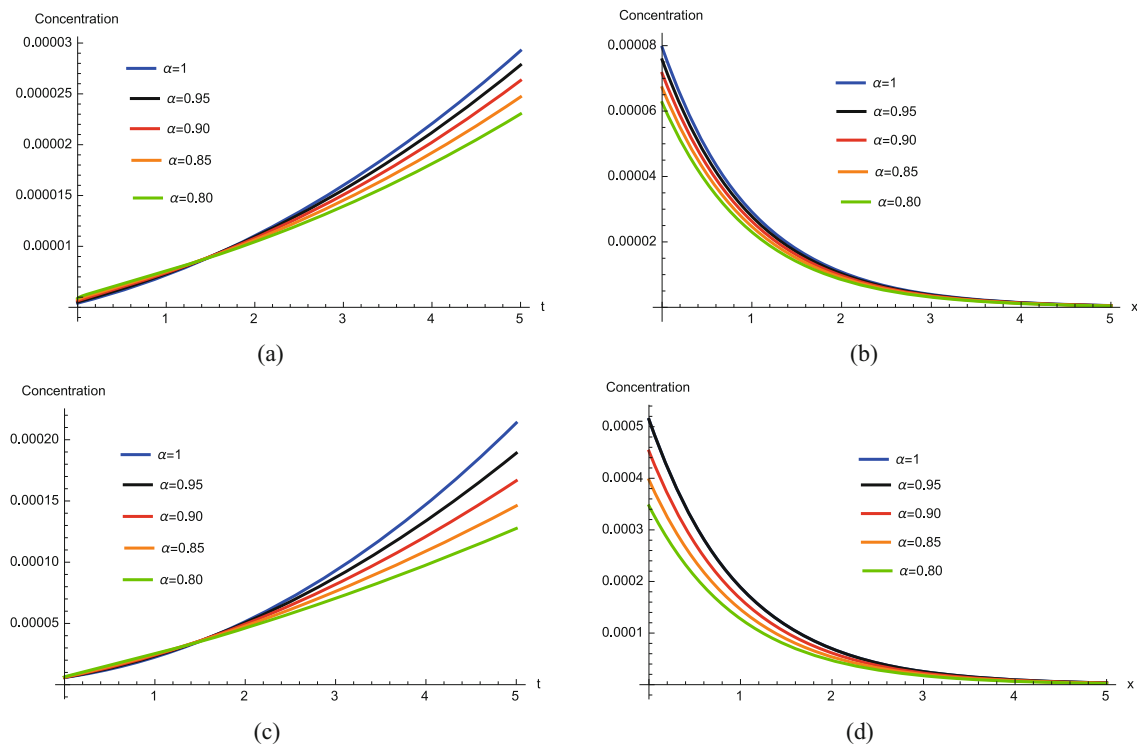 Concentration
0.00003
0.000025
0.00002
0.000015
0.00001
α=1
α=0.95
α=0.90
α=0.85
α=0.80
1 2 3 4 5 t
(a)
Concentration
0.00008
0.00006
0.00004
0.00002
α=1
α=0.95
α=0.90
α=0.85
α=0.80
1 2 3 4 5 x
(b)
Concentration
0.00020
0.00015
0.00010
0.00005
α=1
α=0.95
α=0.90
α=0.85
α=0.80
1 2 3 4 5 t
(c)
Concentration
0.0005
0.0004
0.0003
0.0002
0.0001
α=1
α=0.95
α=0.90
α=0.85
α=0.80
1 2 3 4 5 x
(d)